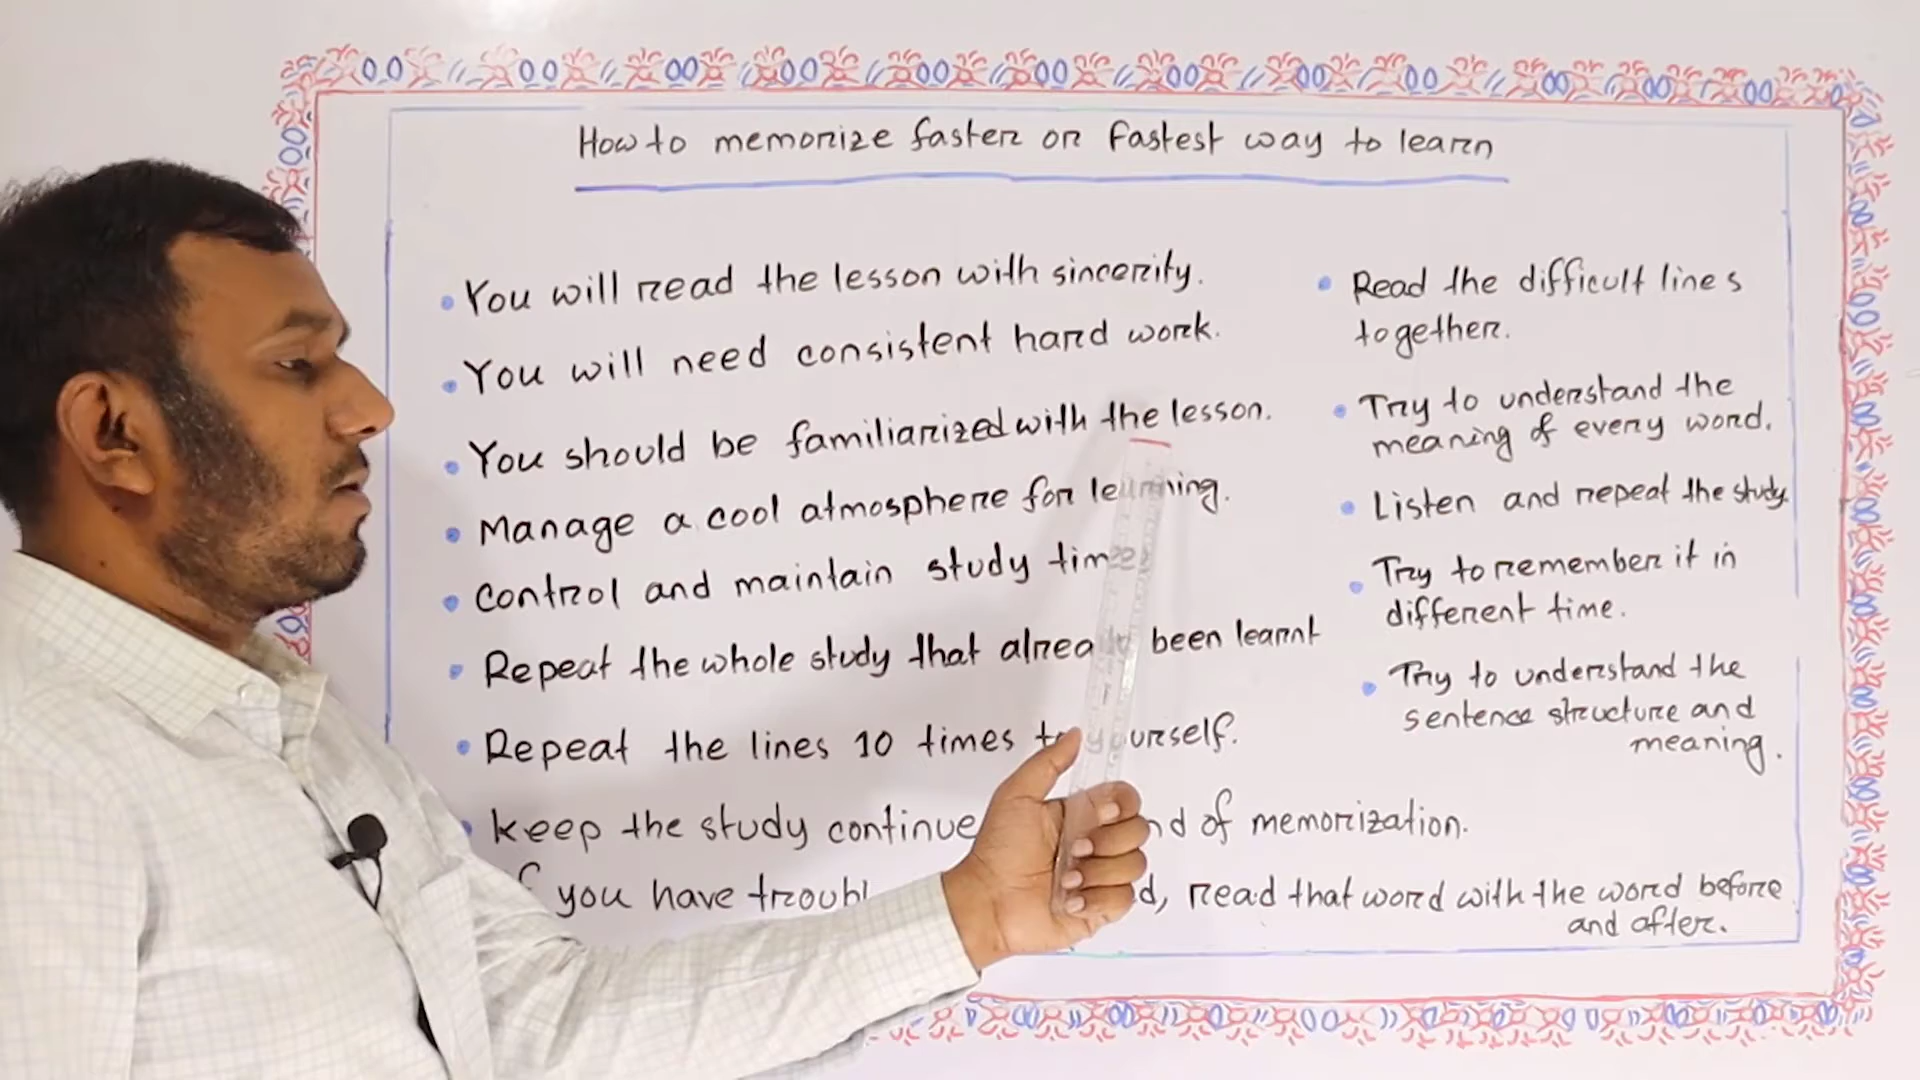 How to memorize faster or fastest way to learn
You will read the lesson with sincerity.
You will need consistent hard work.
You should be familiarized with the lesson.
Manage a cool atmosphere for learning.
Control and maintain study time
Repeat the whole study that already been learnt
Repeat the lines 10 times to yourself.
Keep the study continue of memorization.
you have read that word with the word before
and after.
Read the difficult lines
together.
Try to understand the
meaning of every word.
Listen and repeat the study.
Try to remember it in
different time.
Try to understand the
sentence structure and
meaning.